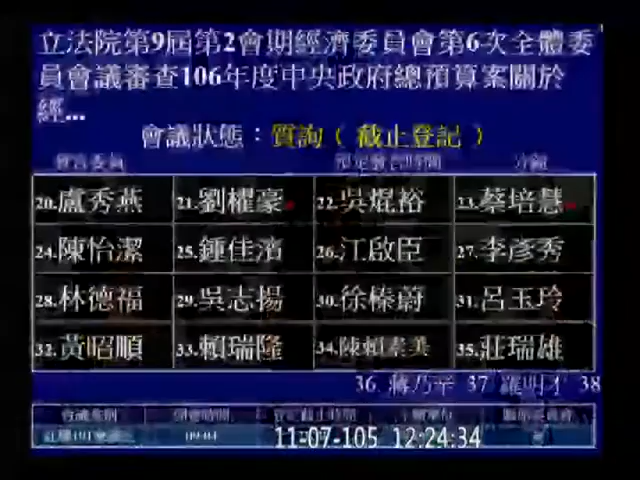 立法院第9屆第2會期經濟委員會第6次全體委
員會議審查106年度中央政府總預算案關於
經...
會議狀態：質詢（截止登記）
20.盧秀燕 21.劉櫂豪 22.吳焜裕 23.蔡培慧
24.陳怡潔 25.鍾佳濱 26.江啟臣 27.李彥秀
28.林德福 29.吳志揚 30.徐榛蔚 31.呂玉玲
32.黃昭順 33.賴瑞隆 34.陳賴素美 35.莊瑞雄
36 蔣乃辛 37 羅明才 38
09:04 11-07-105 12:24:34